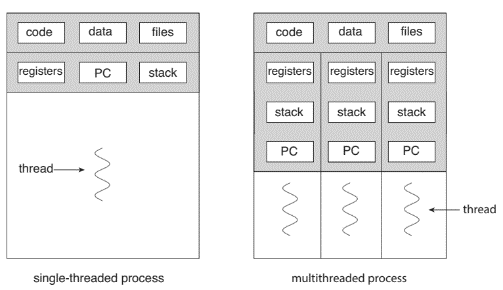 code data files
registers PC stack
thread
single-threaded process
code data files
registers registers registers
stack stack stack
PC PC PC
thread
multithreaded process